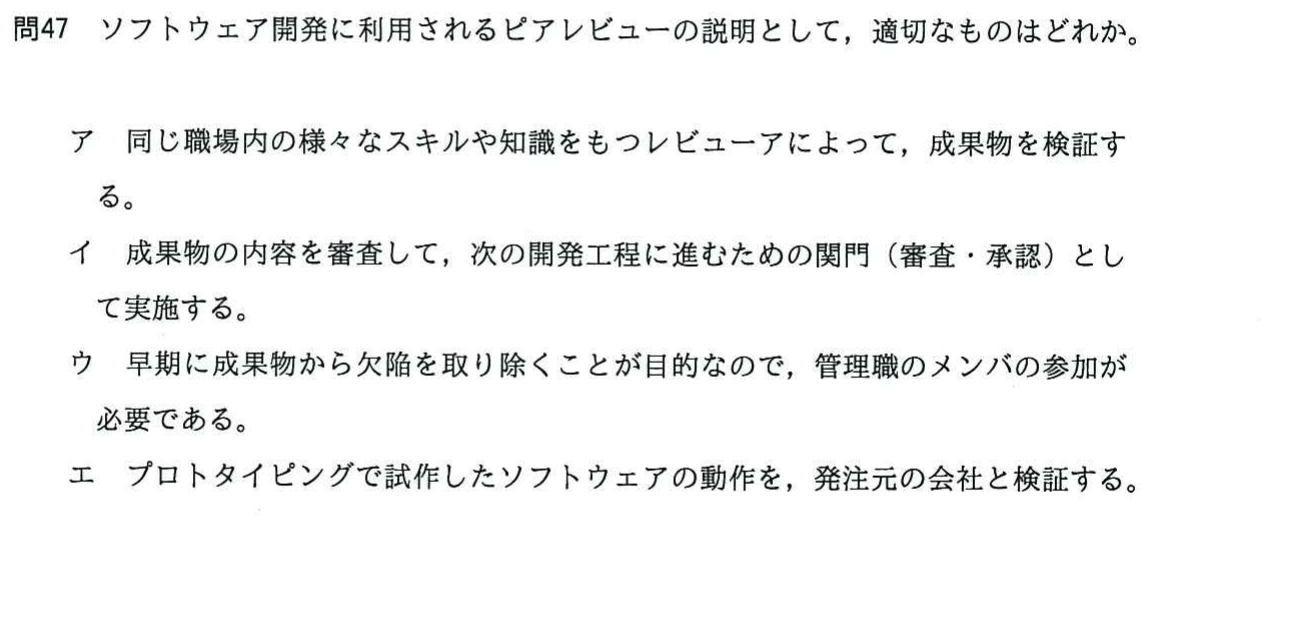 問47 ソフトウェア開発に利用されるピアレビューの説明として，適切なものはどれか。
ア 同じ職場内の様々なスキルや知識をもつレビューアによって，成果物を検証す
る。
イ 成果物の内容を審査して，次の開発工程に進むための関門（審査・承認）とし
て実施する。
ウ 早期に成果物から欠陥を取り除くことが目的なので，管理職のメンバの参加が
必要である。
エ プロトタイピングで試作したソフトウェアの動作を，発注元の会社と検証する。